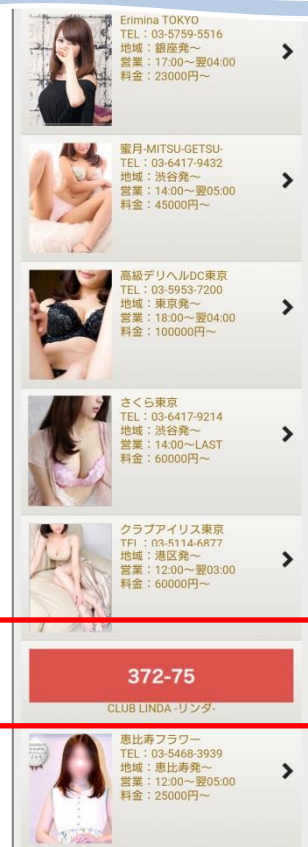 Erimina TOKYO
TEL：03-5759-5516
地域：銀座発～
営業：17:00～翌04:00
料金：23000円～
蜜月-MITSU-GETSU-
TEL：03-6417-9432
地域：渋谷発～
営業：14:00～翌05:00
料金：45000円～
高級デリヘルDC東京
TEL：03-5953-7200
地域：東京発～
営業：18:00～翌04:00
料金：100000円～
さくら東京
TEL：03-6417-9214
地域：渋谷発～
営業：14:00～LAST
料金：60000円～
クラブアイリス東京
TEL：03-5114-6877
地域：港区発～
営業：12:00～翌03:00
料金：60000円～
372-75
CLUB LINDA -リンダ-
恵比寿フラワー
TEL：03-5468-3939
地域：恵比寿発～
営業：12:00～翌05:00
料金：25000円～